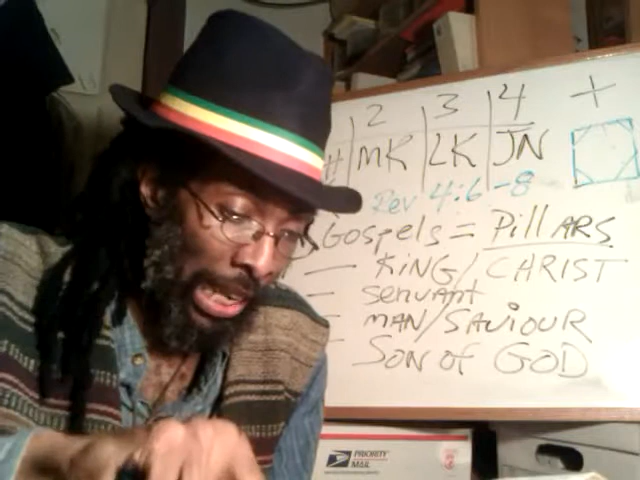 2 3 4 +
MK LK JN
Rev 4:6-8
Gospels = PillARS
— KiNG/CHRIST
— servant
— MAN/SAViOUR
— SON of GOD
PRIORITY
MAIL